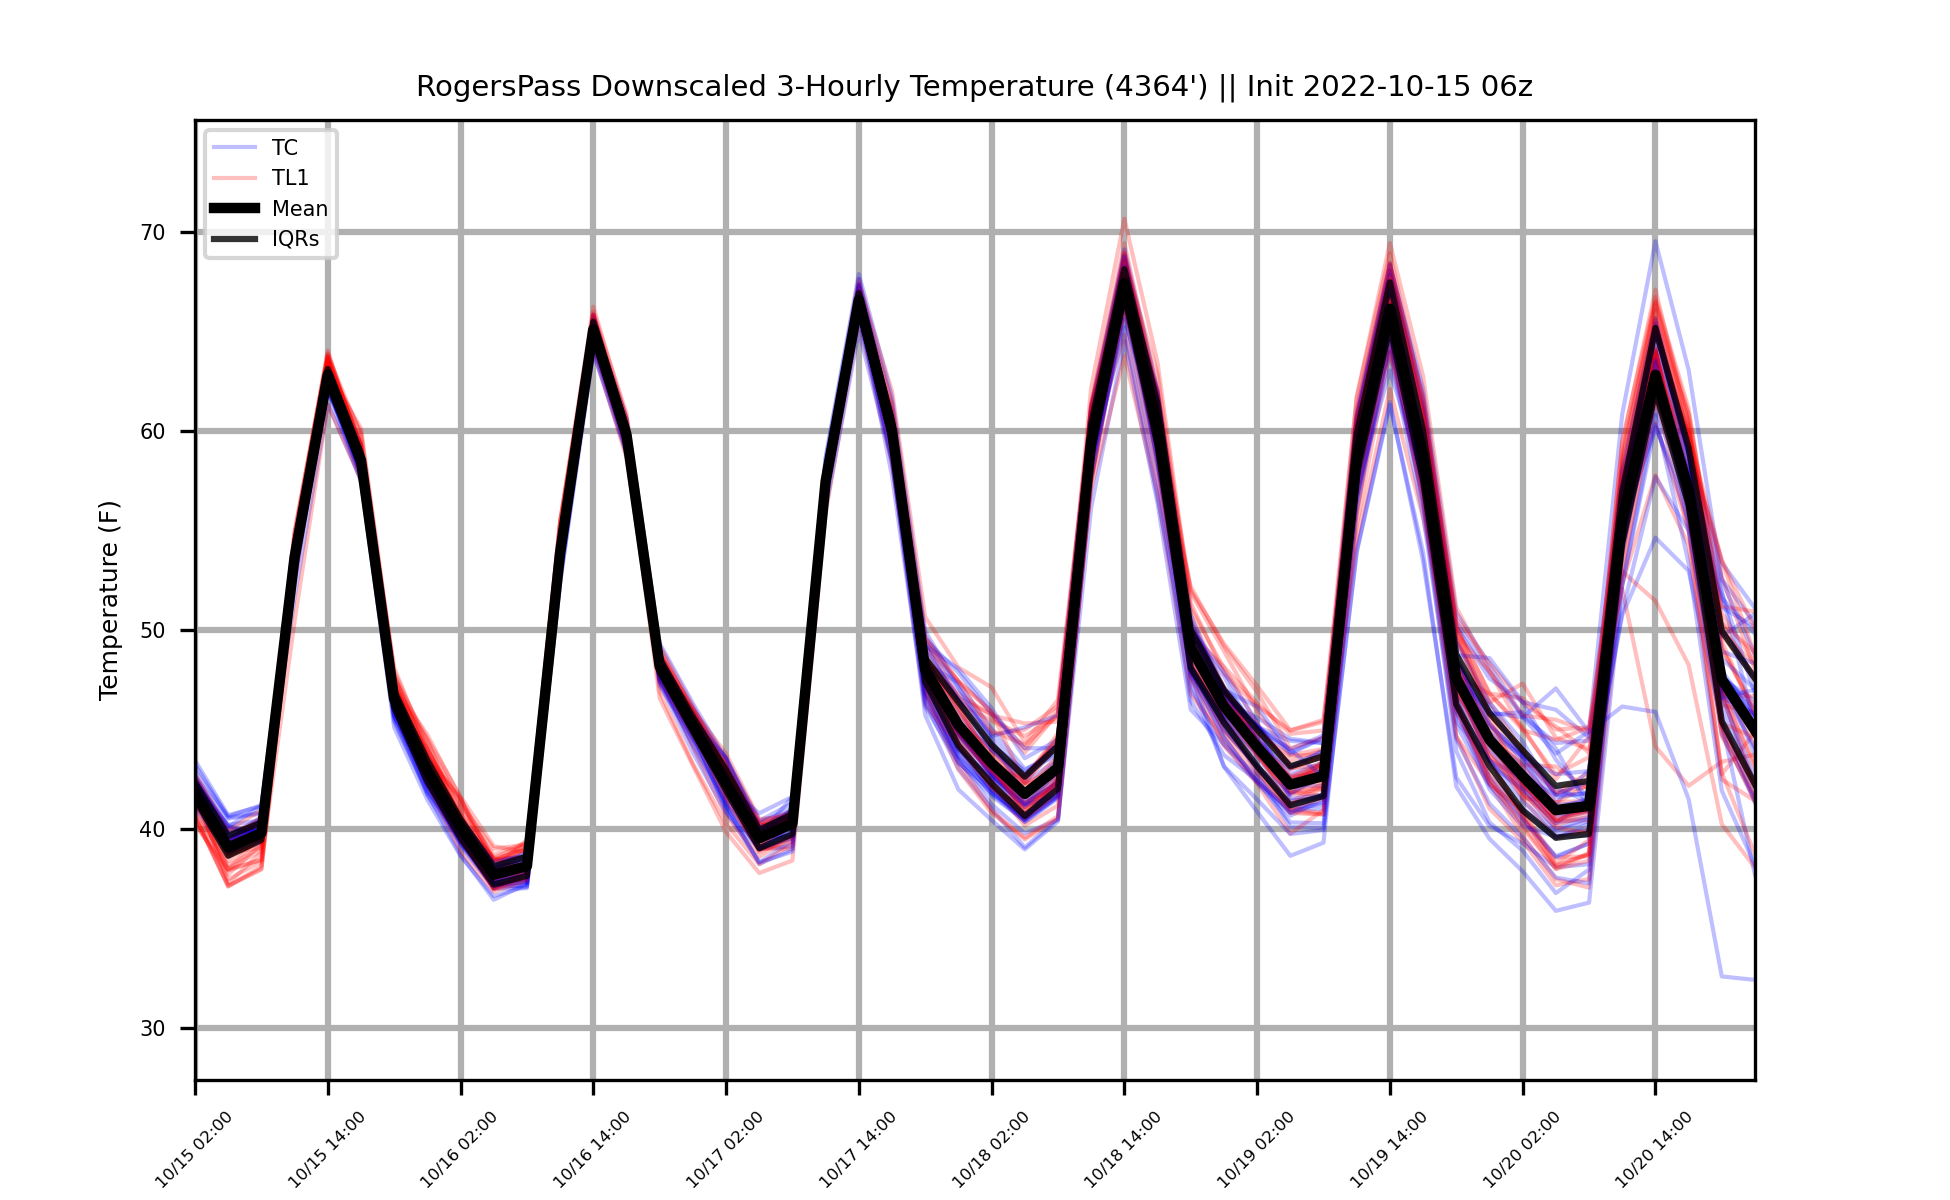 RogersPass Downscaled 3-Hourly Temperature (4364') || Init 2022-10-15 06z
TC
TL1
Mean
IQRs
Temperature (F)
70
60
50
40
30
10/15 02:00
10/15 14:00
10/16 02:00
10/16 14:00
10/17 02:00
10/17 14:00
10/18 02:00
10/18 14:00
10/19 02:00
10/19 14:00
10/20 02:00
10/20 14:00